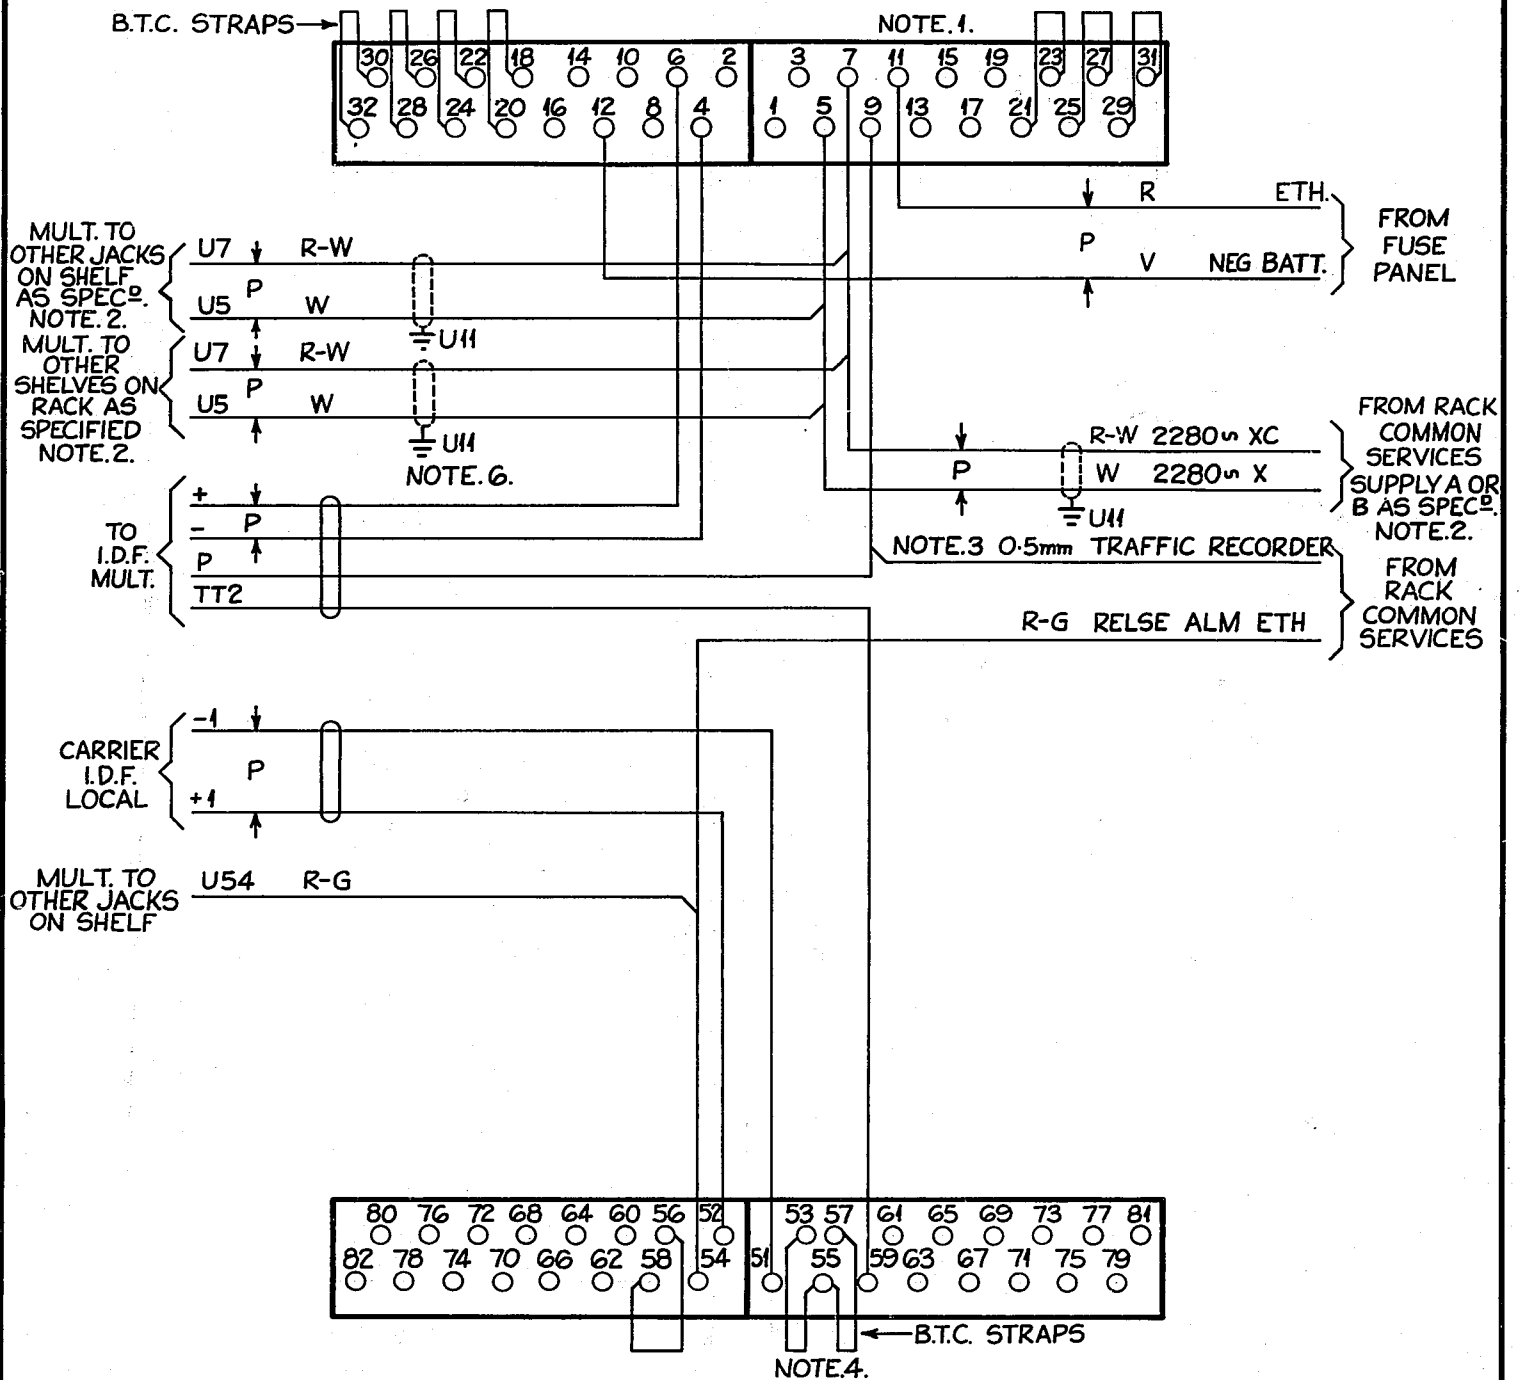 B.T.C. STRAPS
NOTE.1.
30 26 22 18 14 10 6 2 3 7 11 15 19 23 27 31
32 28 24 20 16 12 8 4 1 5 9 13 17 21 25 29
R ETH.
P
V NEG BATT.
FROM
FUSE
PANEL
MULT. TO
OTHER JACKS
ON SHELF
AS SPECD.
NOTE. 2.
U7 R-W
P
U5 W
U11
MULT. TO
OTHER
SHELVES ON
RACK AS
SPECIFIED
NOTE.2.
U7 R-W
P
U5 W
U11
NOTE.6.
R-W 2280∿ XC
P
W 2280∿ X
U11
FROM RACK
COMMON
SERVICES
SUPPLY A OR
B AS SPECD.
NOTE.2.
TO
I.D.F.
MULT.
+
P
-
P
TT2
NOTE.3 0.5mm TRAFFIC RECORDER
R-G RELSE ALM ETH
FROM
RACK
COMMON
SERVICES
CARRIER
I.D.F.
LOCAL
-1
P
+1
MULT. TO
OTHER JACKS
ON SHELF
U54 R-G
80 76 72 68 64 60 56 52 53 57 61 65 69 73 77 81
82 78 74 70 66 62 58 54 51 55 59 63 67 71 75 79
B.T.C. STRAPS
NOTE.4.